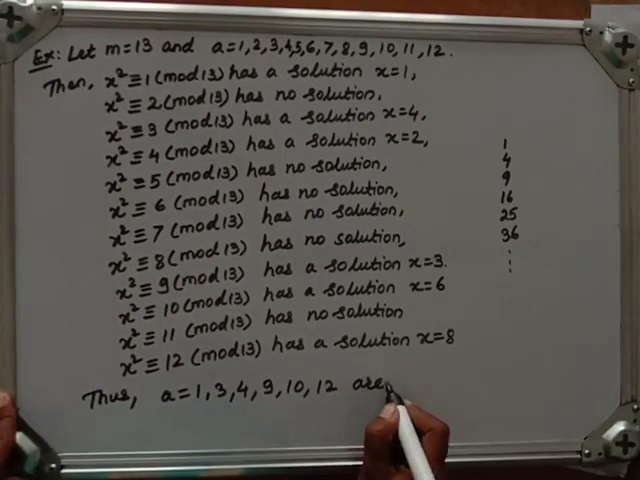 Ex: Let m=13 and a=1,2,3,4,5,6,7,8,9,10,11,12.
Then, x²≡1 (mod 13) has a solution x=1,
x²≡2 (mod 13) has no solution,
x²≡3 (mod 13) has a solution x=4,
x²≡4 (mod 13) has a solution x=2,
x²≡5 (mod 13) has no solution,
x²≡6 (mod 13) has no solution,
x²≡7 (mod 13) has no solution,
x²≡8 (mod 13) has no solution,
x²≡9 (mod 13) has a solution x=3.
x²≡10 (mod 13) has a solution x=6
x²≡11 (mod 13) has no solution
x²≡12 (mod 13) has a solution x=8
Thus, a=1,3,4,9,10,12 are
1
4
9
16
25
36
⋮